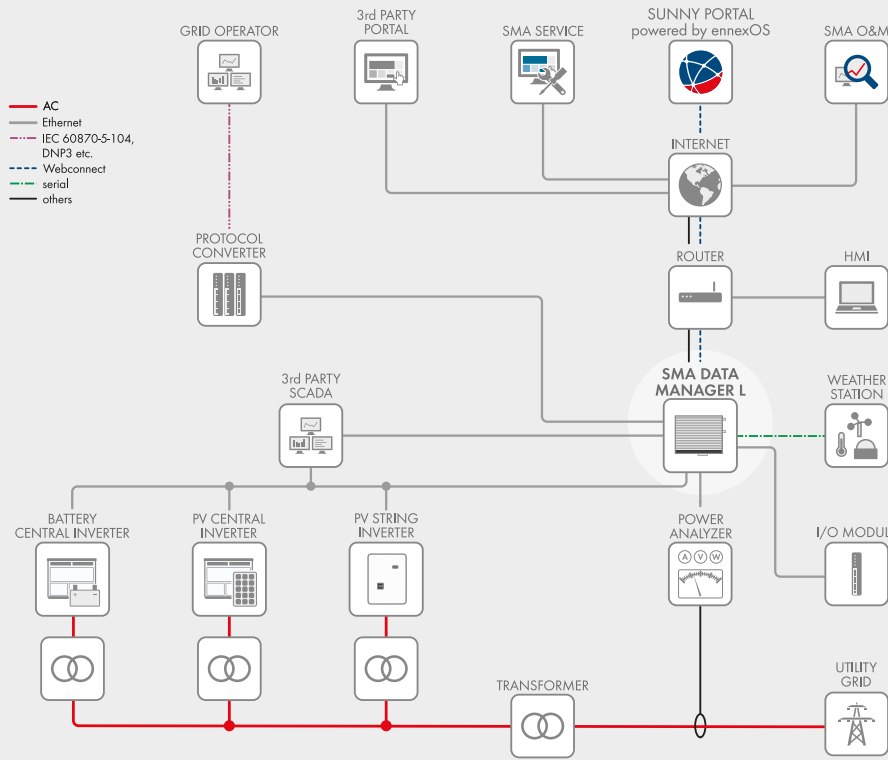 GRID OPERATOR
3rd PARTY
PORTAL
SMA SERVICE
SUNNY PORTAL
powered by ennexOS
SMA O&M
AC
Ethernet
IEC 60870-5-104,
DNP3 etc.
Webconnect
serial
others
INTERNET
PROTOCOL
CONVERTER
ROUTER
HMI
3rd PARTY
SCADA
SMA DATA
MANAGER L
WEATHER
STATION
BATTERY
CENTRAL INVERTER
PV CENTRAL
INVERTER
PV STRING
INVERTER
POWER
ANALYZER
A V W
I/O MODUL
TRANSFORMER
UTILITY
GRID